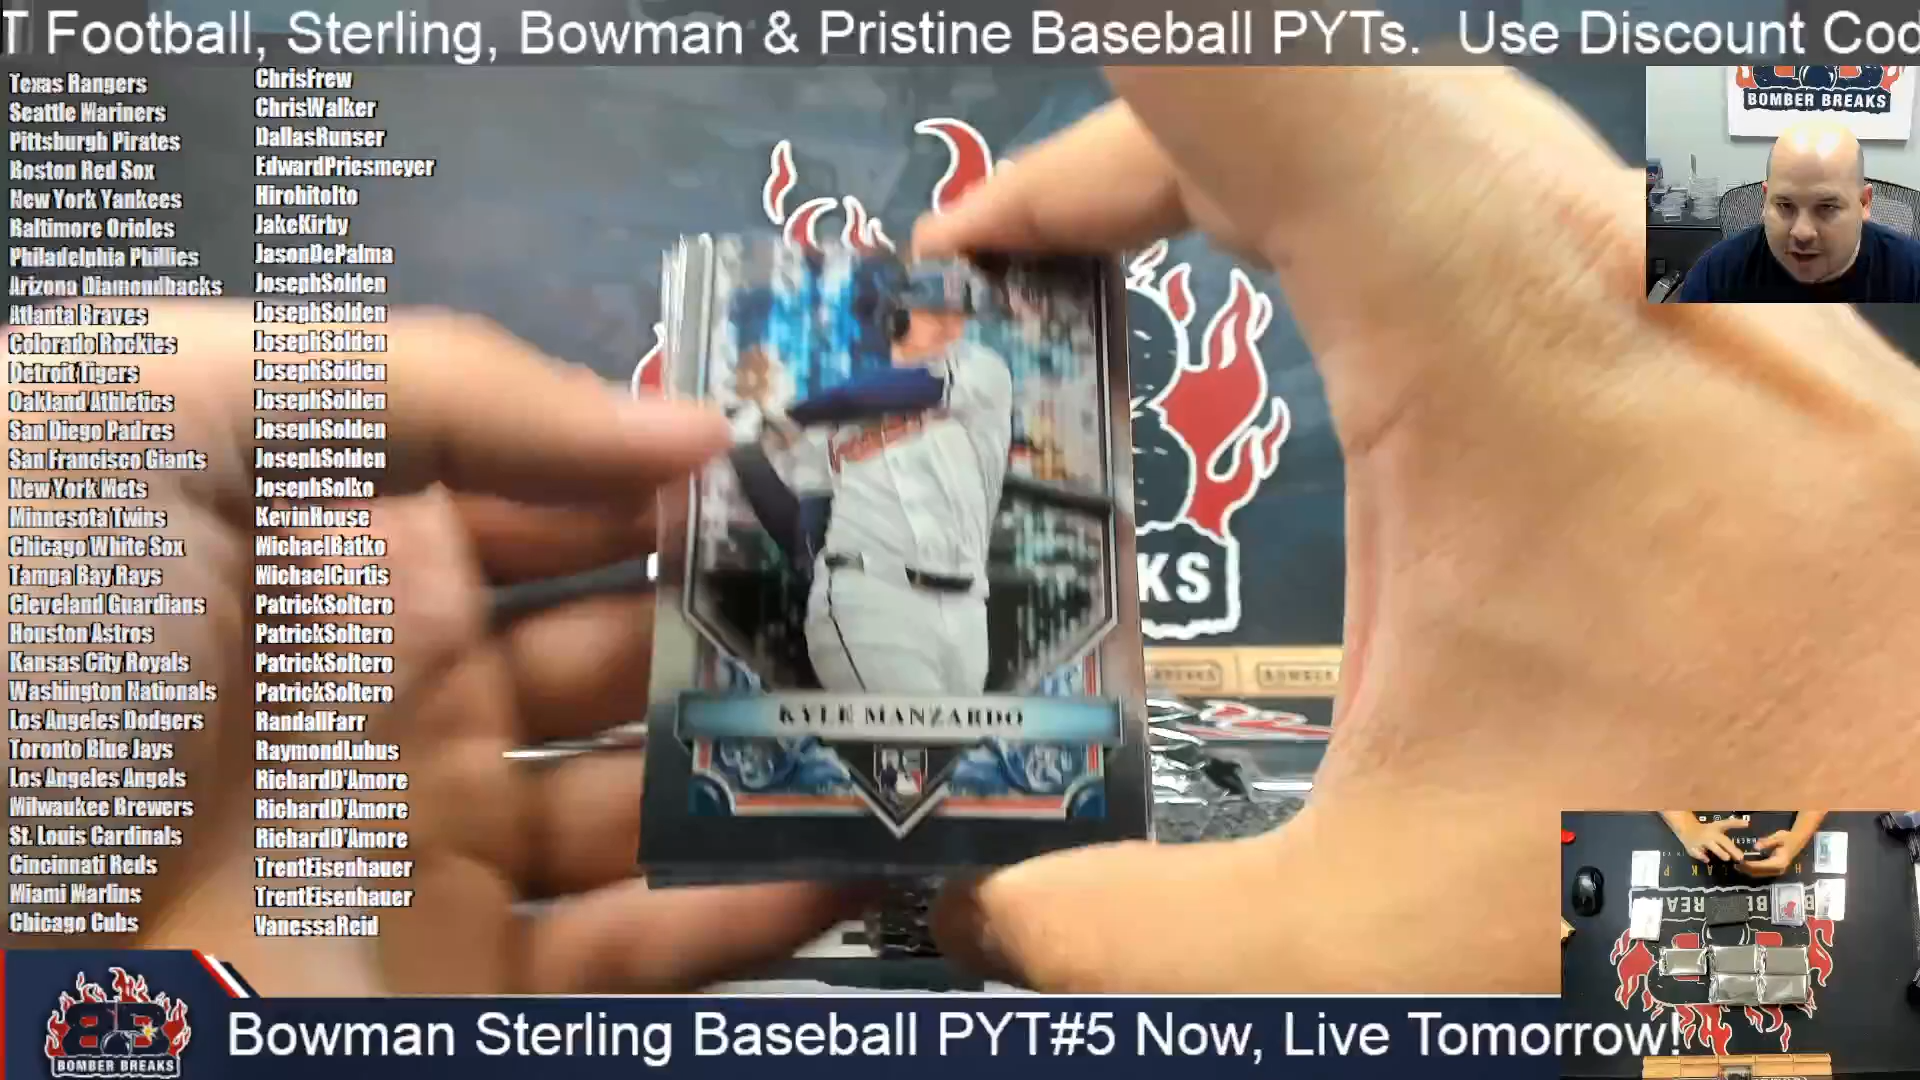 T Football, Sterling, Bowman & Pristine Baseball PYTs. Use Discount Cod
Texas Rangers ChrisFrew
Seattle Mariners ChrisWalker
Pittsburgh Pirates DallasRunser
Boston Red Sox EdwardPriesmeyer
New York Yankees HirohitoIto
Baltimore Orioles JakeKirby
Philadelphia Phillies JasonDePalma
Arizona Diamondbacks JosephSolden
Atlanta Braves JosephSolden
Colorado Rockies JosephSolden
Detroit Tigers JosephSolden
Oakland Athletics JosephSolden
San Diego Padres JosephSolden
San Francisco Giants JosephSolden
New York Mets JosephSolko
Minnesota Twins KevinHouse
Chicago White Sox MichaelBatko
Tampa Bay Rays MichaelCurtis
Cleveland Guardians PatrickSoltero
Houston Astros PatrickSoltero
Kansas City Royals PatrickSoltero
Washington Nationals PatrickSoltero
Los Angeles Dodgers RandallFarr
Toronto Blue Jays RaymondLubus
Los Angeles Angels RichardD'Amore
Milwaukee Brewers RichardD'Amore
St. Louis Cardinals RichardD'Amore
Cincinnati Reds TrentEisenhauer
Miami Marlins TrentEisenhauer
Chicago Cubs VanessaReid
BOMBER BREAKS
KS
KYLE MANZARDO
BOMBER BREAKS
Bowman Sterling Baseball PYT#5 Now, Live Tomorrow!